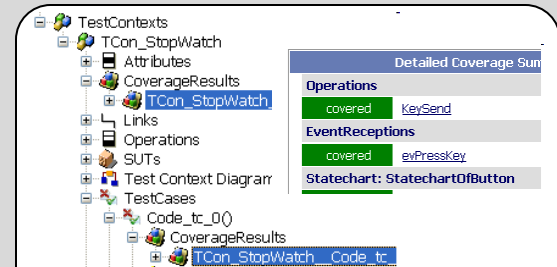 TestContexts
TCon_StopWatch
Attributes
CoverageResults
TCon_StopWatch_
Links
Operations
SUTs
Test Context Diagram
TestCases
Code_tc_0()
CoverageResults
TCon_StopWatch__Code_tc_
Detailed Coverage Sum
Operations
covered KeySend
EventReceptions
covered evPressKey
Statechart: StatechartOfButton